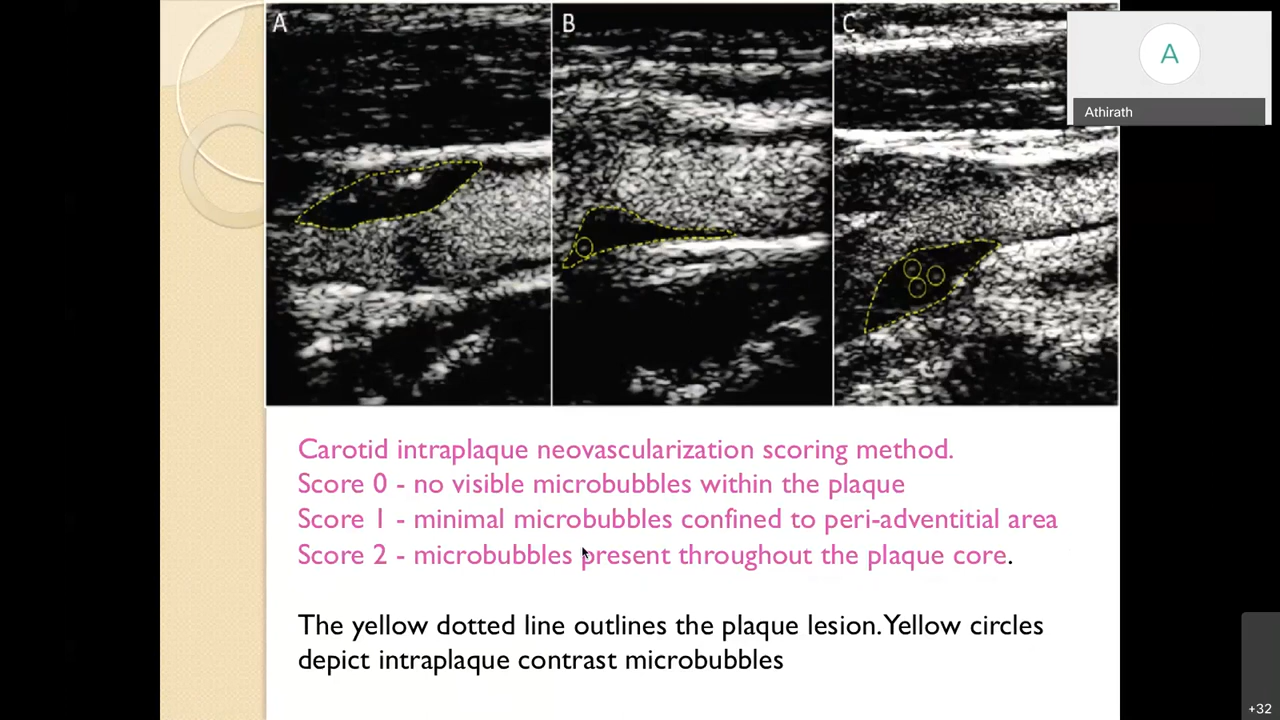 A
B
C
A
Athirath
Carotid intraplaque neovascularization scoring method.
Score 0 - no visible microbubbles within the plaque
Score 1 - minimal microbubbles confined to peri-adventitial area
Score 2 - microbubbles present throughout the plaque core.
The yellow dotted line outlines the plaque lesion. Yellow circles
depict intraplaque contrast microbubbles
+32